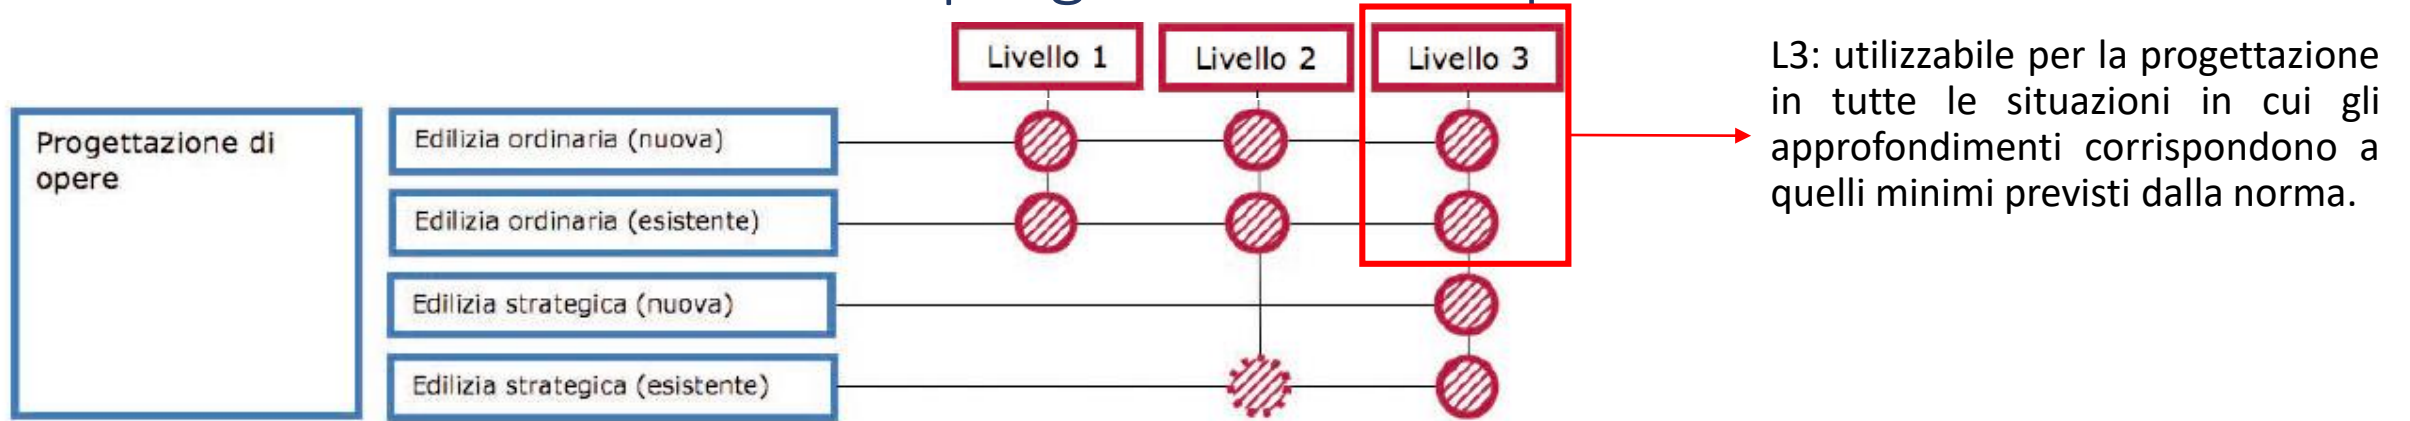 Livello 1
Livello 2
Livello 3
Progettazione di
opere
Edilizia ordinaria (nuova)
Edilizia ordinaria (esistente)
Edilizia strategica (nuova)
Edilizia strategica (esistente)
L3: utilizzabile per la progettazione
in tutte le situazioni in cui gli
approfondimenti corrispondono a
quelli minimi previsti dalla norma.